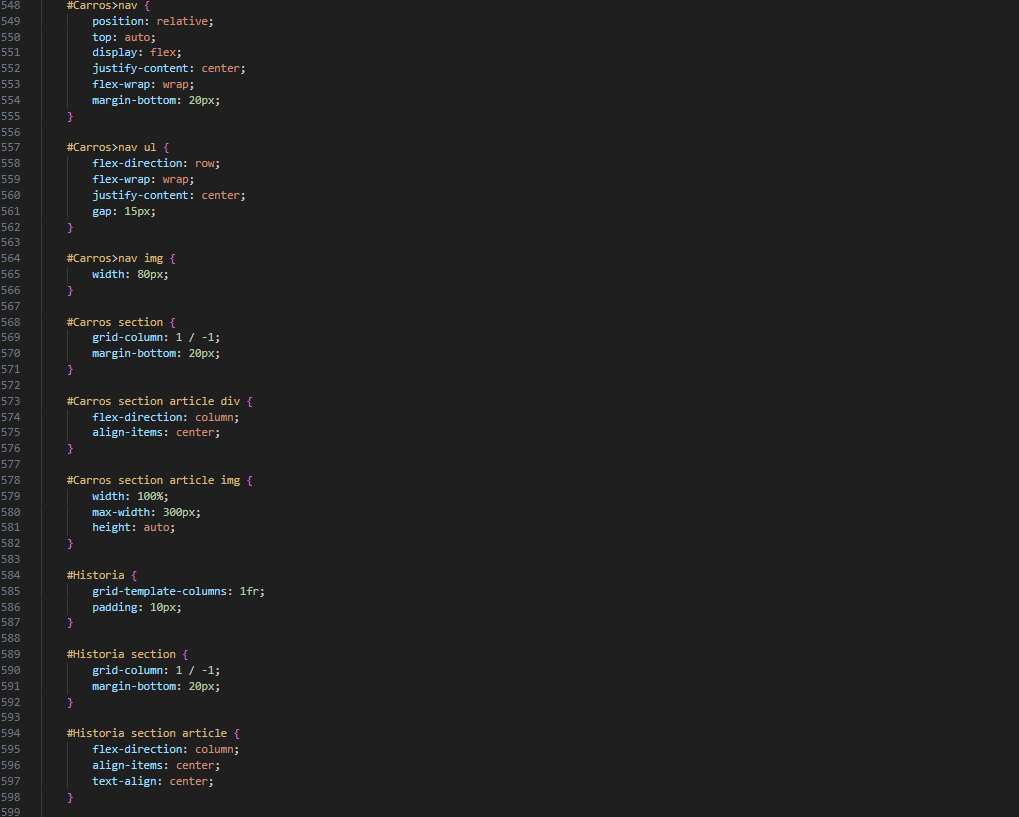 548 #Carros>nav {
549 position: relative;
550 top: auto;
551 display: flex;
552 justify-content: center;
553 flex-wrap: wrap;
554 margin-bottom: 20px;
555 }
556
557 #Carros>nav ul {
558 flex-direction: row;
559 flex-wrap: wrap;
560 justify-content: center;
561 gap: 15px;
562 }
563
564 #Carros>nav img {
565 width: 80px;
566 }
567
568 #Carros section {
569 grid-column: 1 / -1;
570 margin-bottom: 20px;
571 }
572
573 #Carros section article div {
574 flex-direction: column;
575 align-items: center;
576 }
577
578 #Carros section article img {
579 width: 100%;
580 max-width: 300px;
581 height: auto;
582 }
583
584 #Historia {
585 grid-template-columns: 1fr;
586 padding: 10px;
587 }
588
589 #Historia section {
590 grid-column: 1 / -1;
591 margin-bottom: 20px;
592 }
593
594 #Historia section article {
595 flex-direction: column;
596 align-items: center;
597 text-align: center;
598 }
599